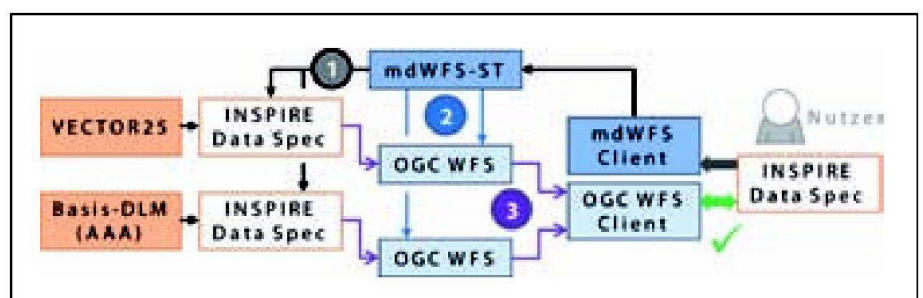 1
mdWFS-ST
VECTOR25
INSPIRE
Data Spec
2
OGC WFS
mdWFS
Client
Nutzer
INSPIRE
Data Spec
Basis-DLM
(AAA)
INSPIRE
Data Spec
3
OGC WFS
Client
OGC WFS